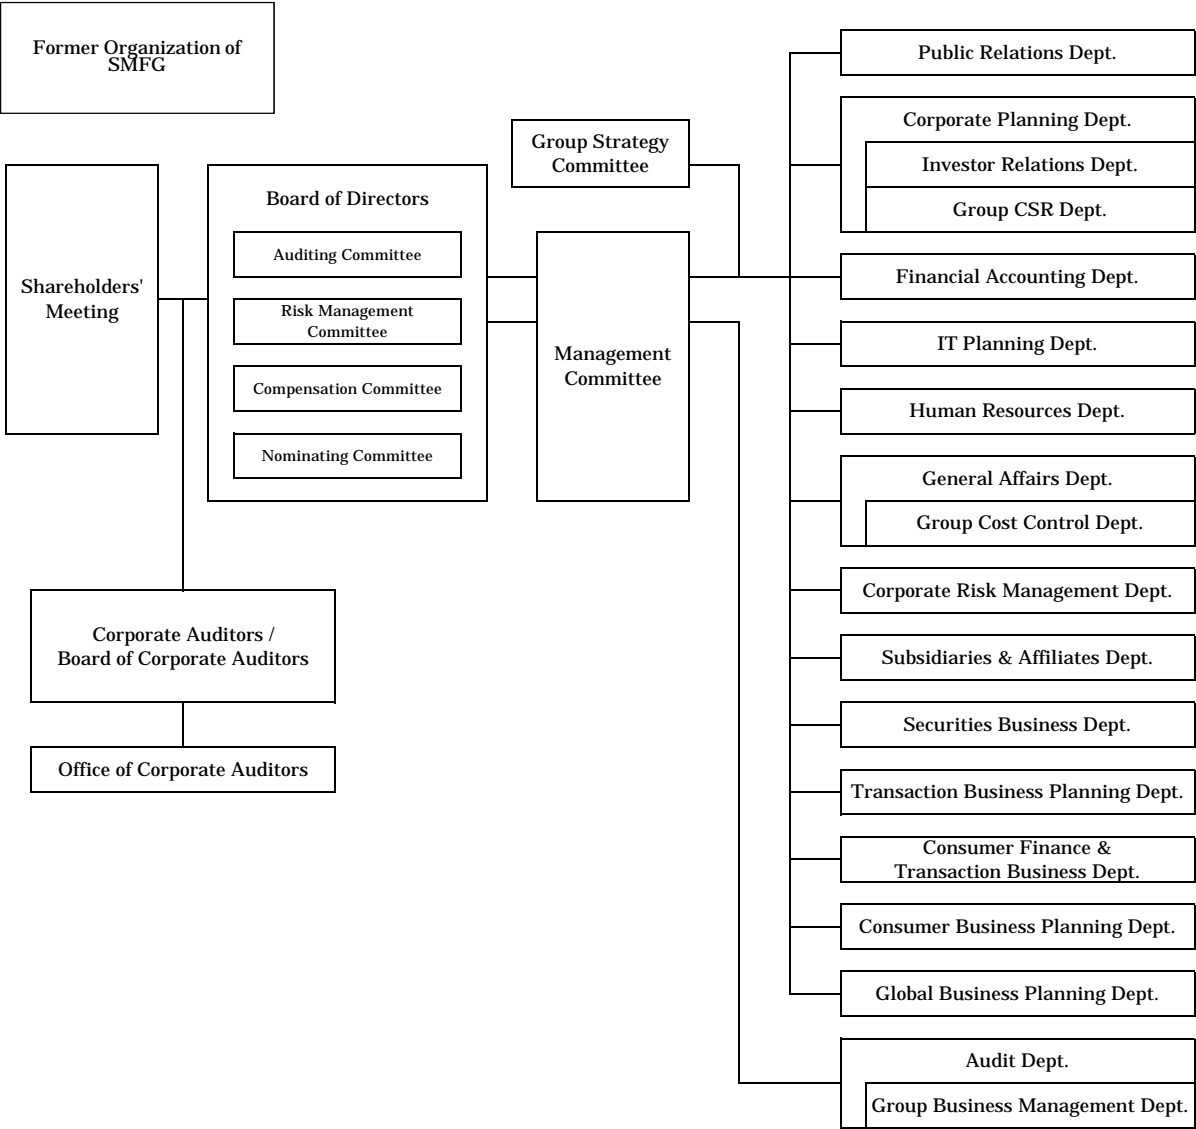 Former Organization of
SMFG
Shareholders'
Meeting
Board of Directors
Auditing Committee
Risk Management
Committee
Compensation Committee
Nominating Committee
Group Strategy
Committee
Management
Committee
Corporate Auditors /
Board of Corporate Auditors
Office of Corporate Auditors
Public Relations Dept.
Corporate Planning Dept.
Investor Relations Dept.
Group CSR Dept.
Financial Accounting Dept.
IT Planning Dept.
Human Resources Dept.
General Affairs Dept.
Group Cost Control Dept.
Corporate Risk Management Dept.
Subsidiaries & Affiliates Dept.
Securities Business Dept.
Transaction Business Planning Dept.
Consumer Finance &
Transaction Business Dept.
Consumer Business Planning Dept.
Global Business Planning Dept.
Audit Dept.
Group Business Management Dept.